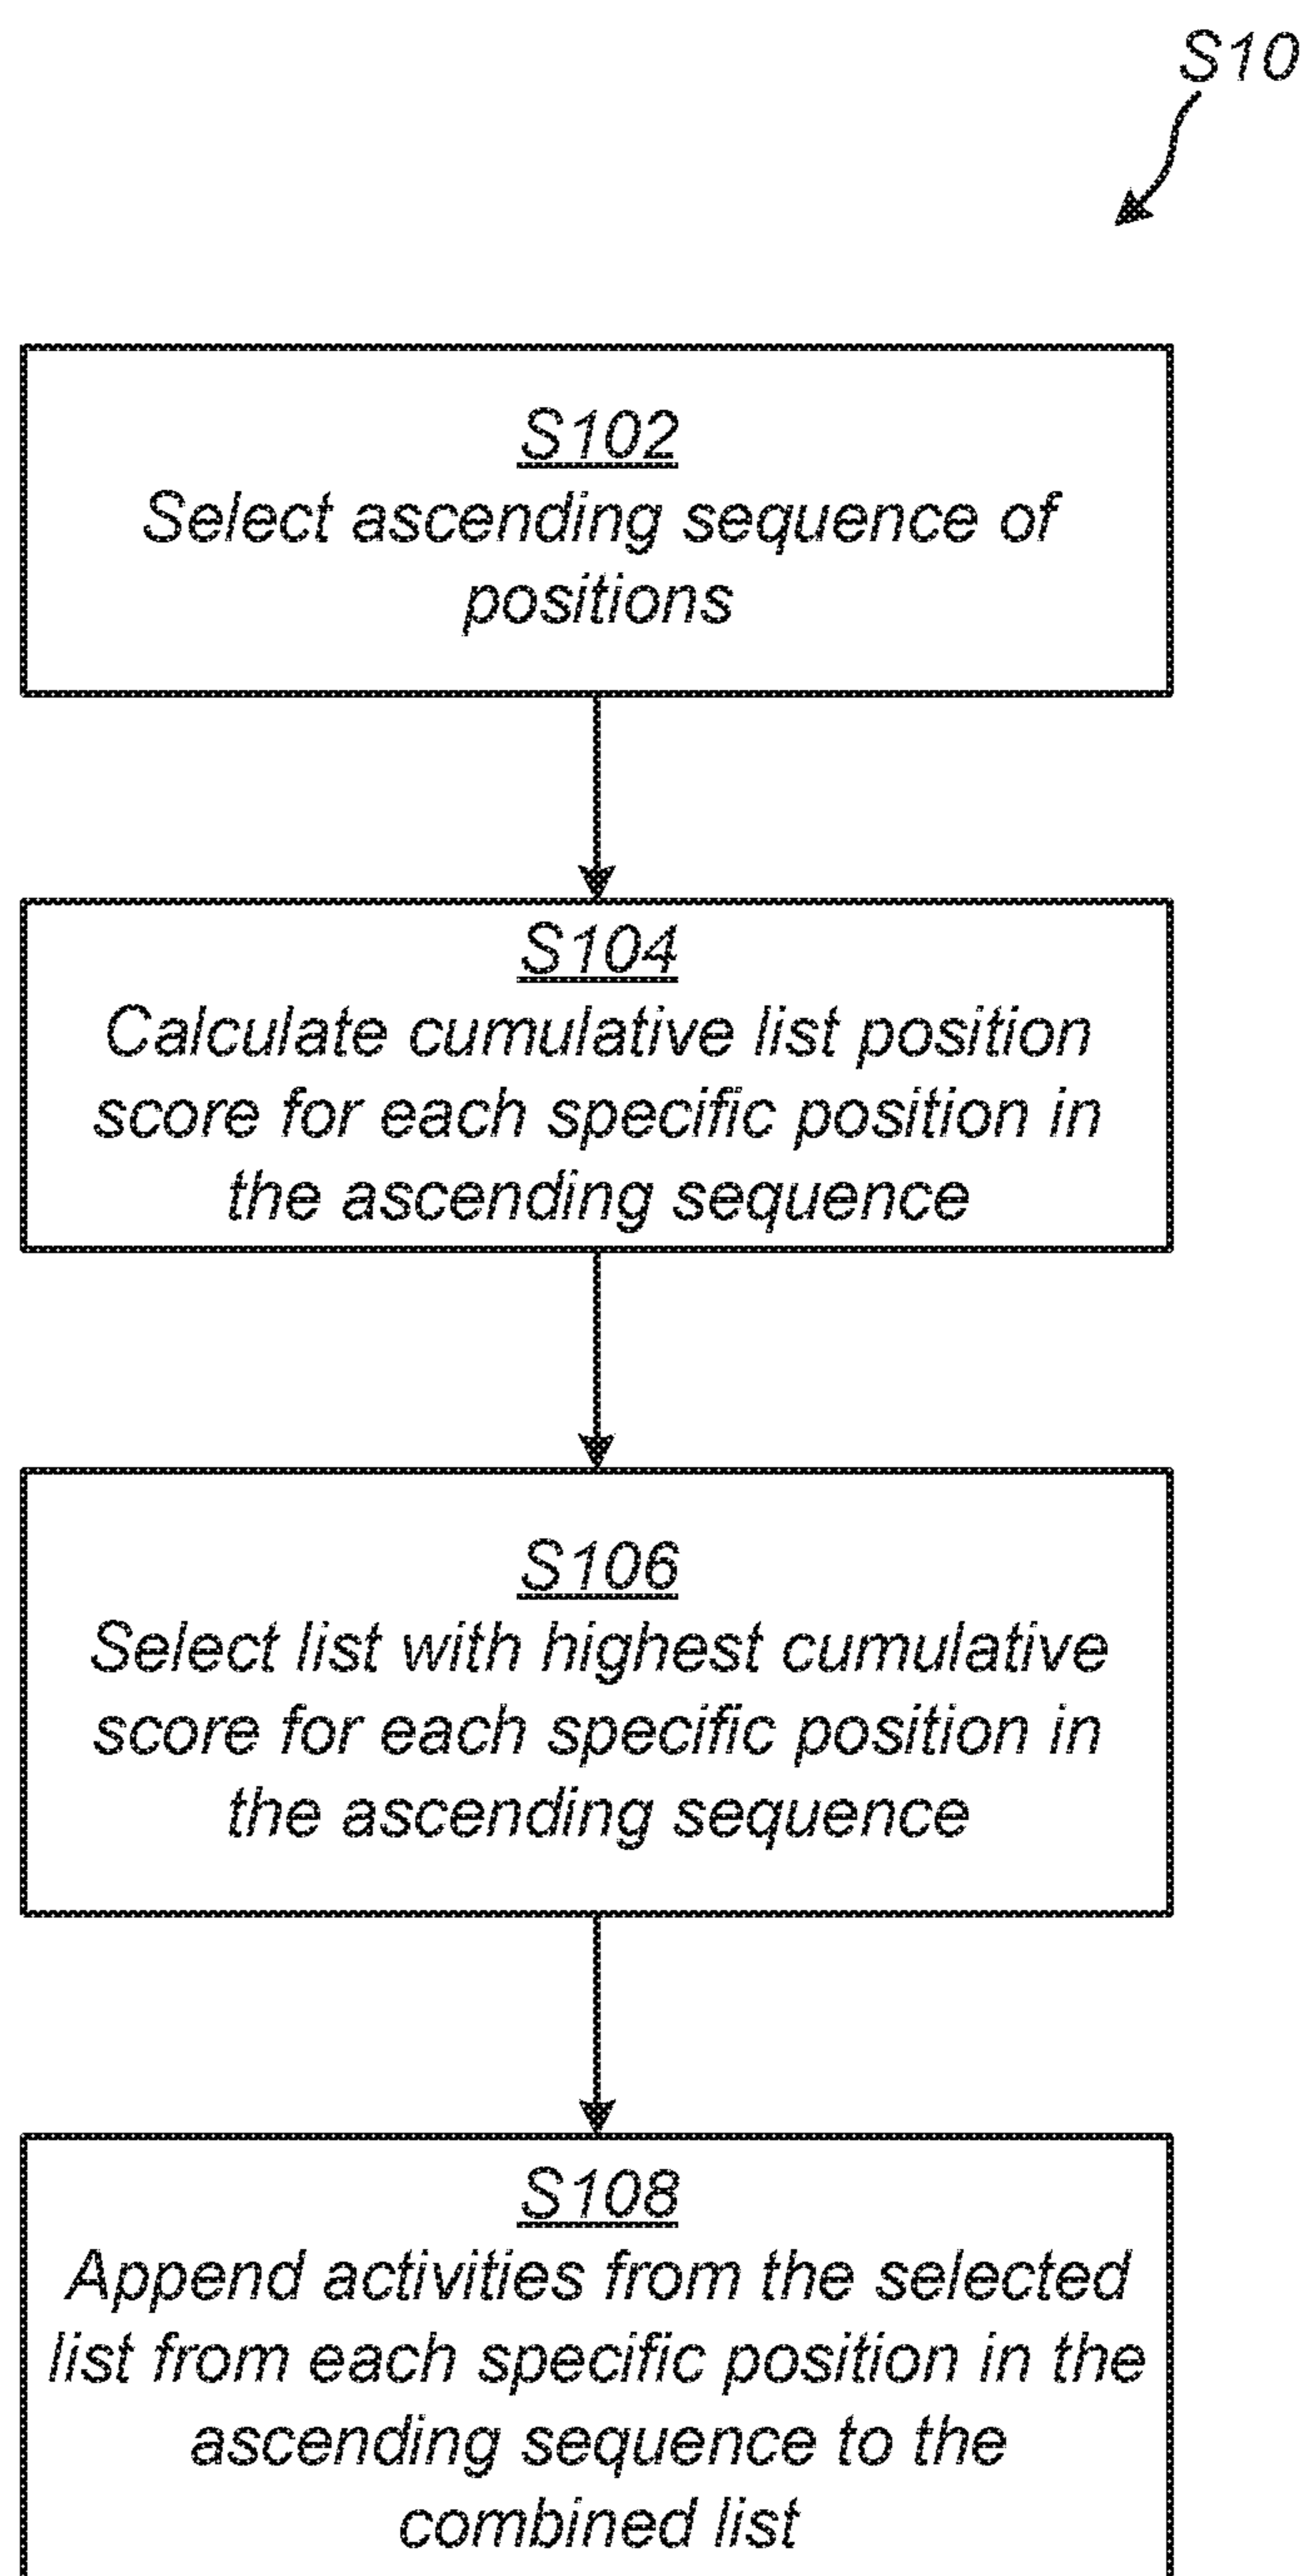 S10
S102
Select ascending sequence of
positions
S104
Calculate cumulative list position
score for each specific position in
the ascending sequence
S106
Select list with highest cumulative
score for each specific position in
the ascending sequence
S108
Append activities from the selected
list from each specific position in the
ascending sequence to the
combined list